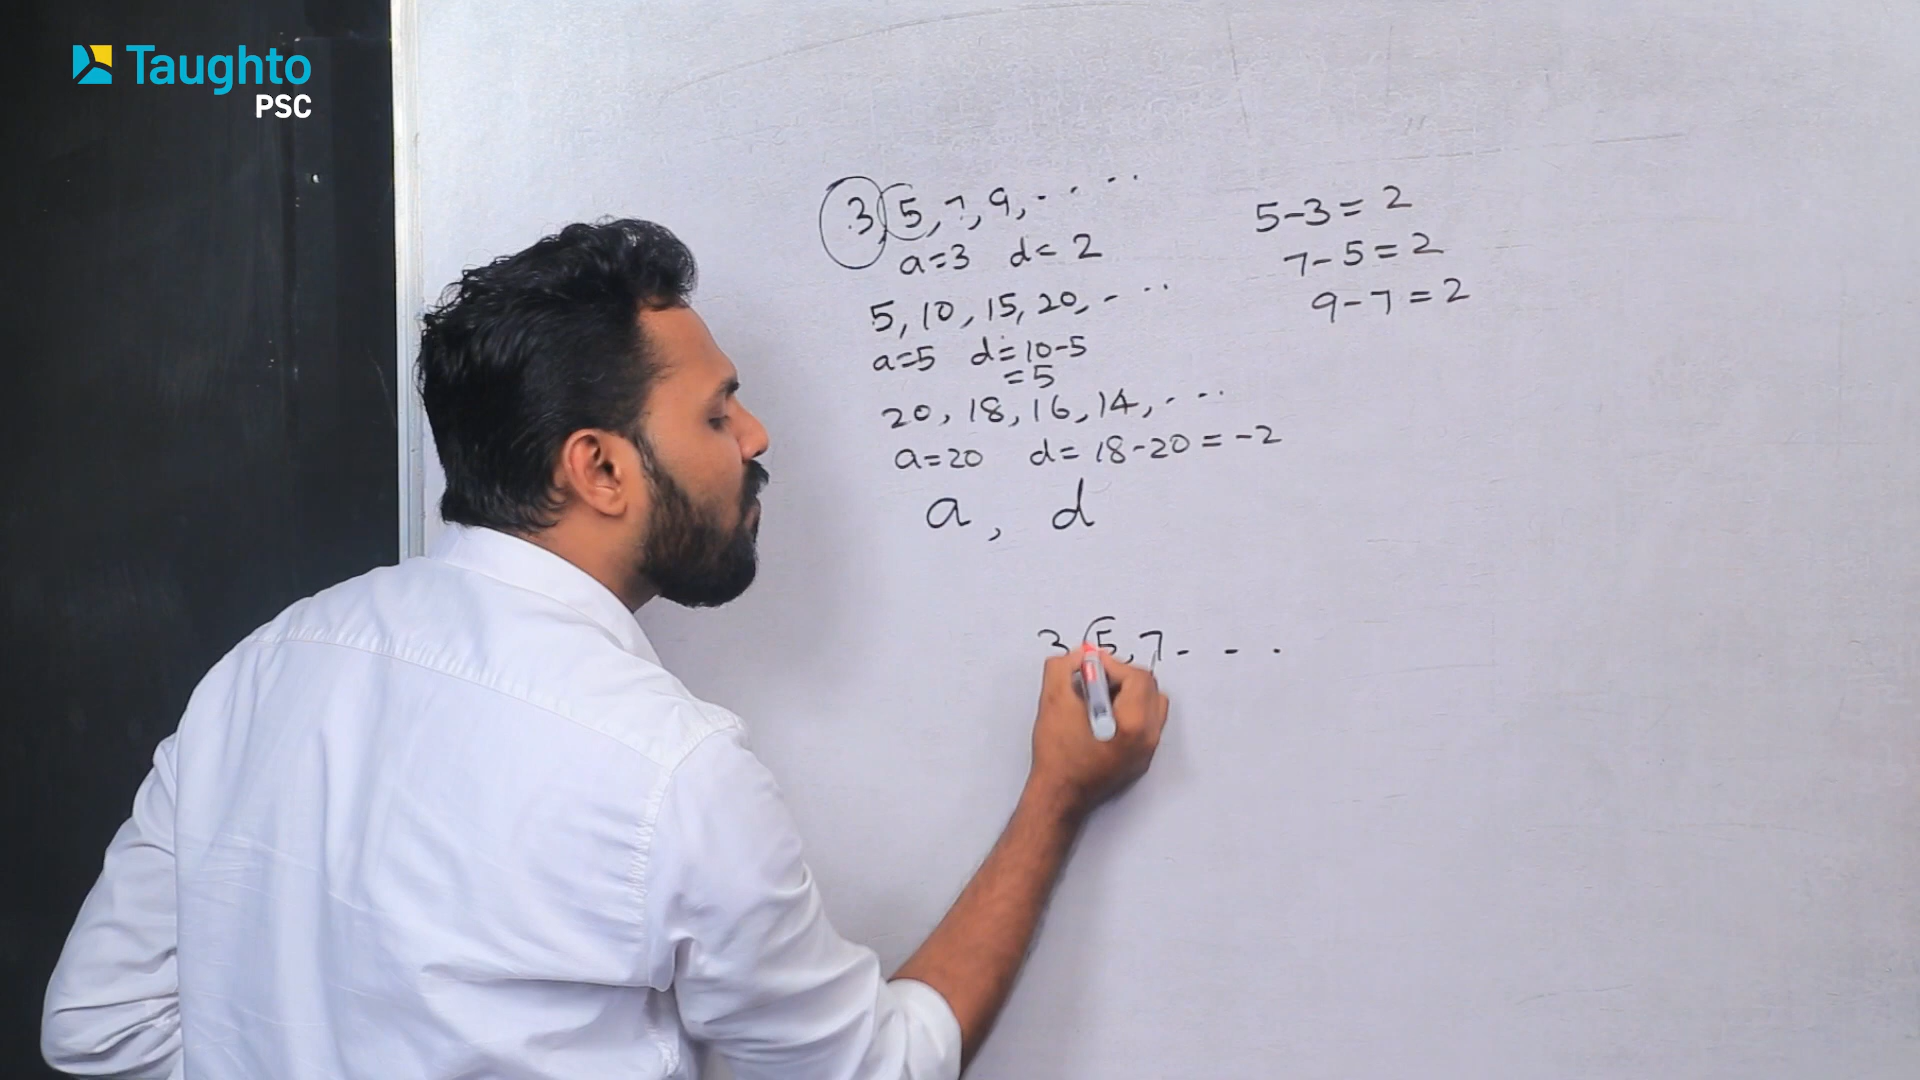 Taughto
PSC
3, 5, 7, 9, - . . .
a=3 d= 2
5, 10, 15, 20, - . .
a=5 d= 10-5
= 5
20, 18, 16, 14, . - .
a=20 d= 18-20 = -2
a, d
5-3= 2
7-5=2
9-7=2
3 5, 7 - - .